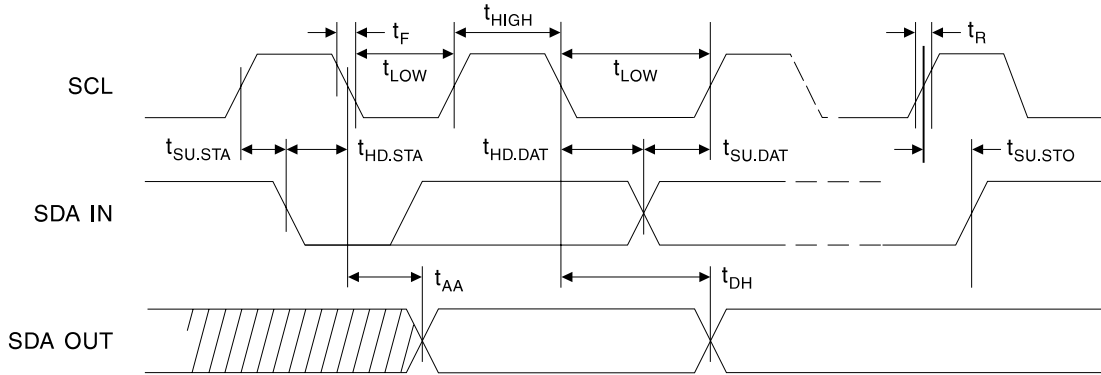 tHIGH
tF
tR
tLOW
tLOW
SCL
tSU.STA
tHD.STA
tHD.DAT
tSU.DAT
tSU.STO
SDA IN
tAA
tDH
SDA OUT